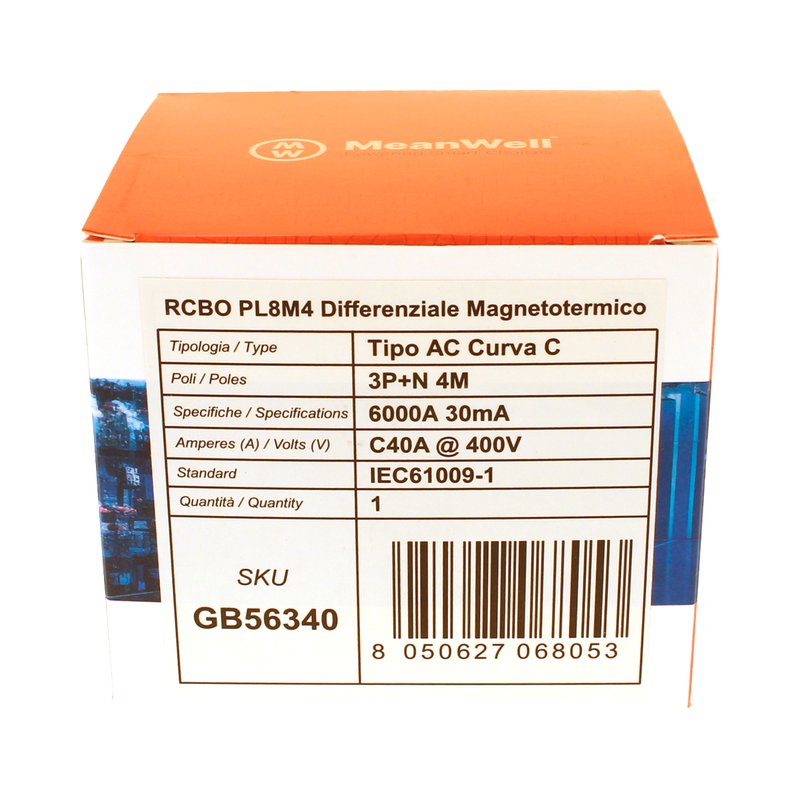 MW MeanWell
RCBO PL8M4 Differenziale Magnetotermico
Tipologia / Type Tipo AC Curva C
Poli / Poles 3P+N 4M
Specifiche / Specifications 6000A 30mA
Amperes (A) / Volts (V) C40A @ 400V
Standard IEC61009-1
Quantità / Quantity 1
SKU
GB56340
8 050627 068053